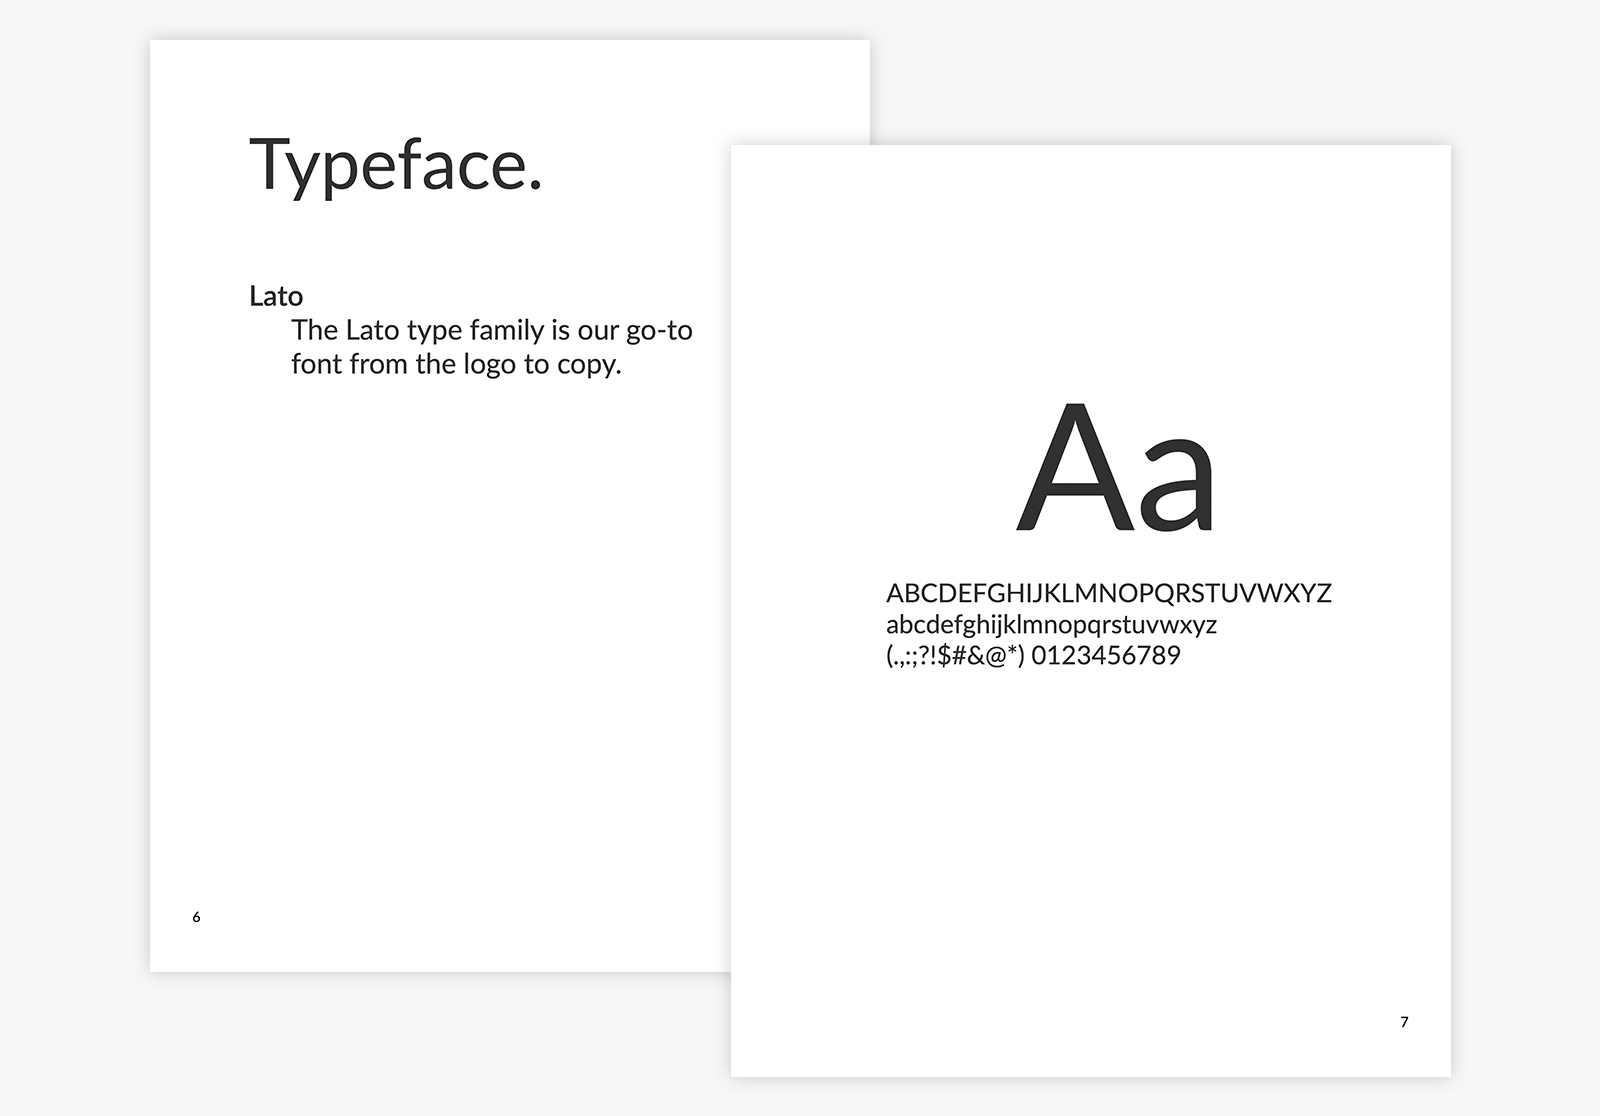 Typeface.
Lato
The Lato type family is our go-to
font from the logo to copy.
6
Aa
ABCDEFGHIJKLMNOPQRSTUVWXYZ
abcdefghijklmnopqrstuvwxyz
(.,:;?!$#&@*) 0123456789
7